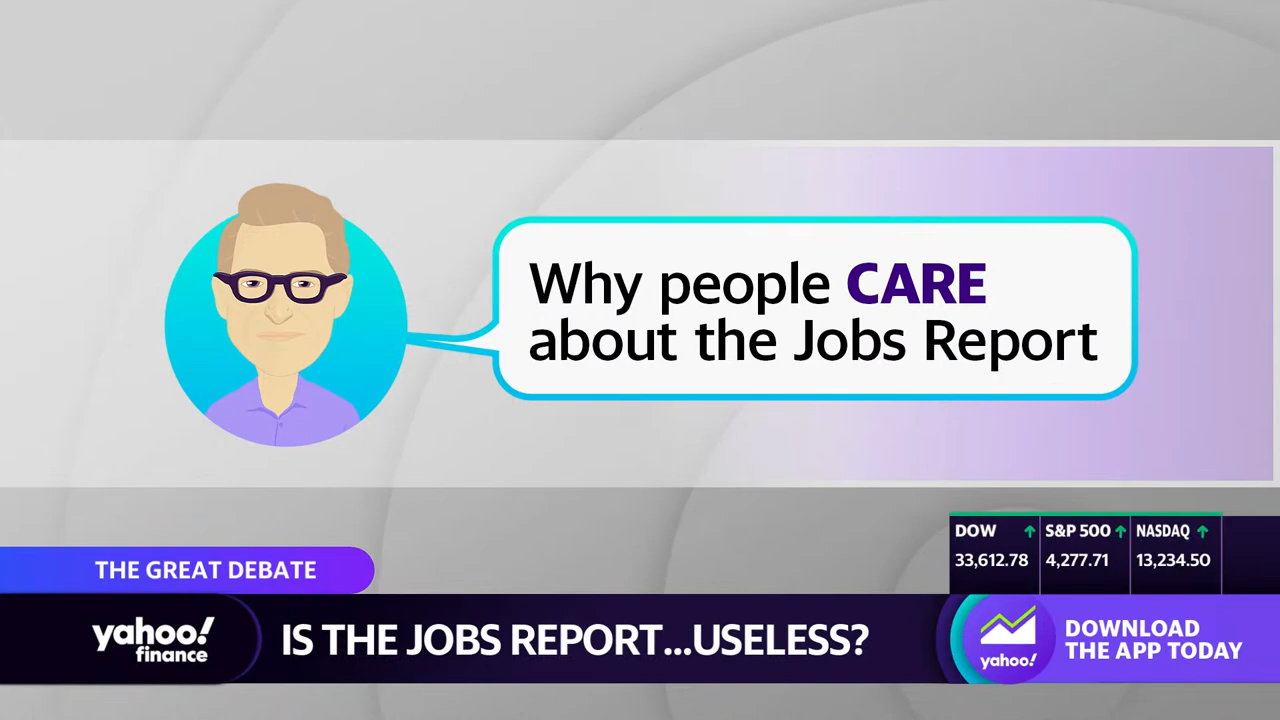 Why people CARE
about the Jobs Report
DOW
S&P 500
NASDAQ
33,612.78
4,277.71
13,234.50
THE GREAT DEBATE
yahoo!
finance
IS THE JOBS REPORT...USELESS?
yahoo!
DOWNLOAD
THE APP TODAY